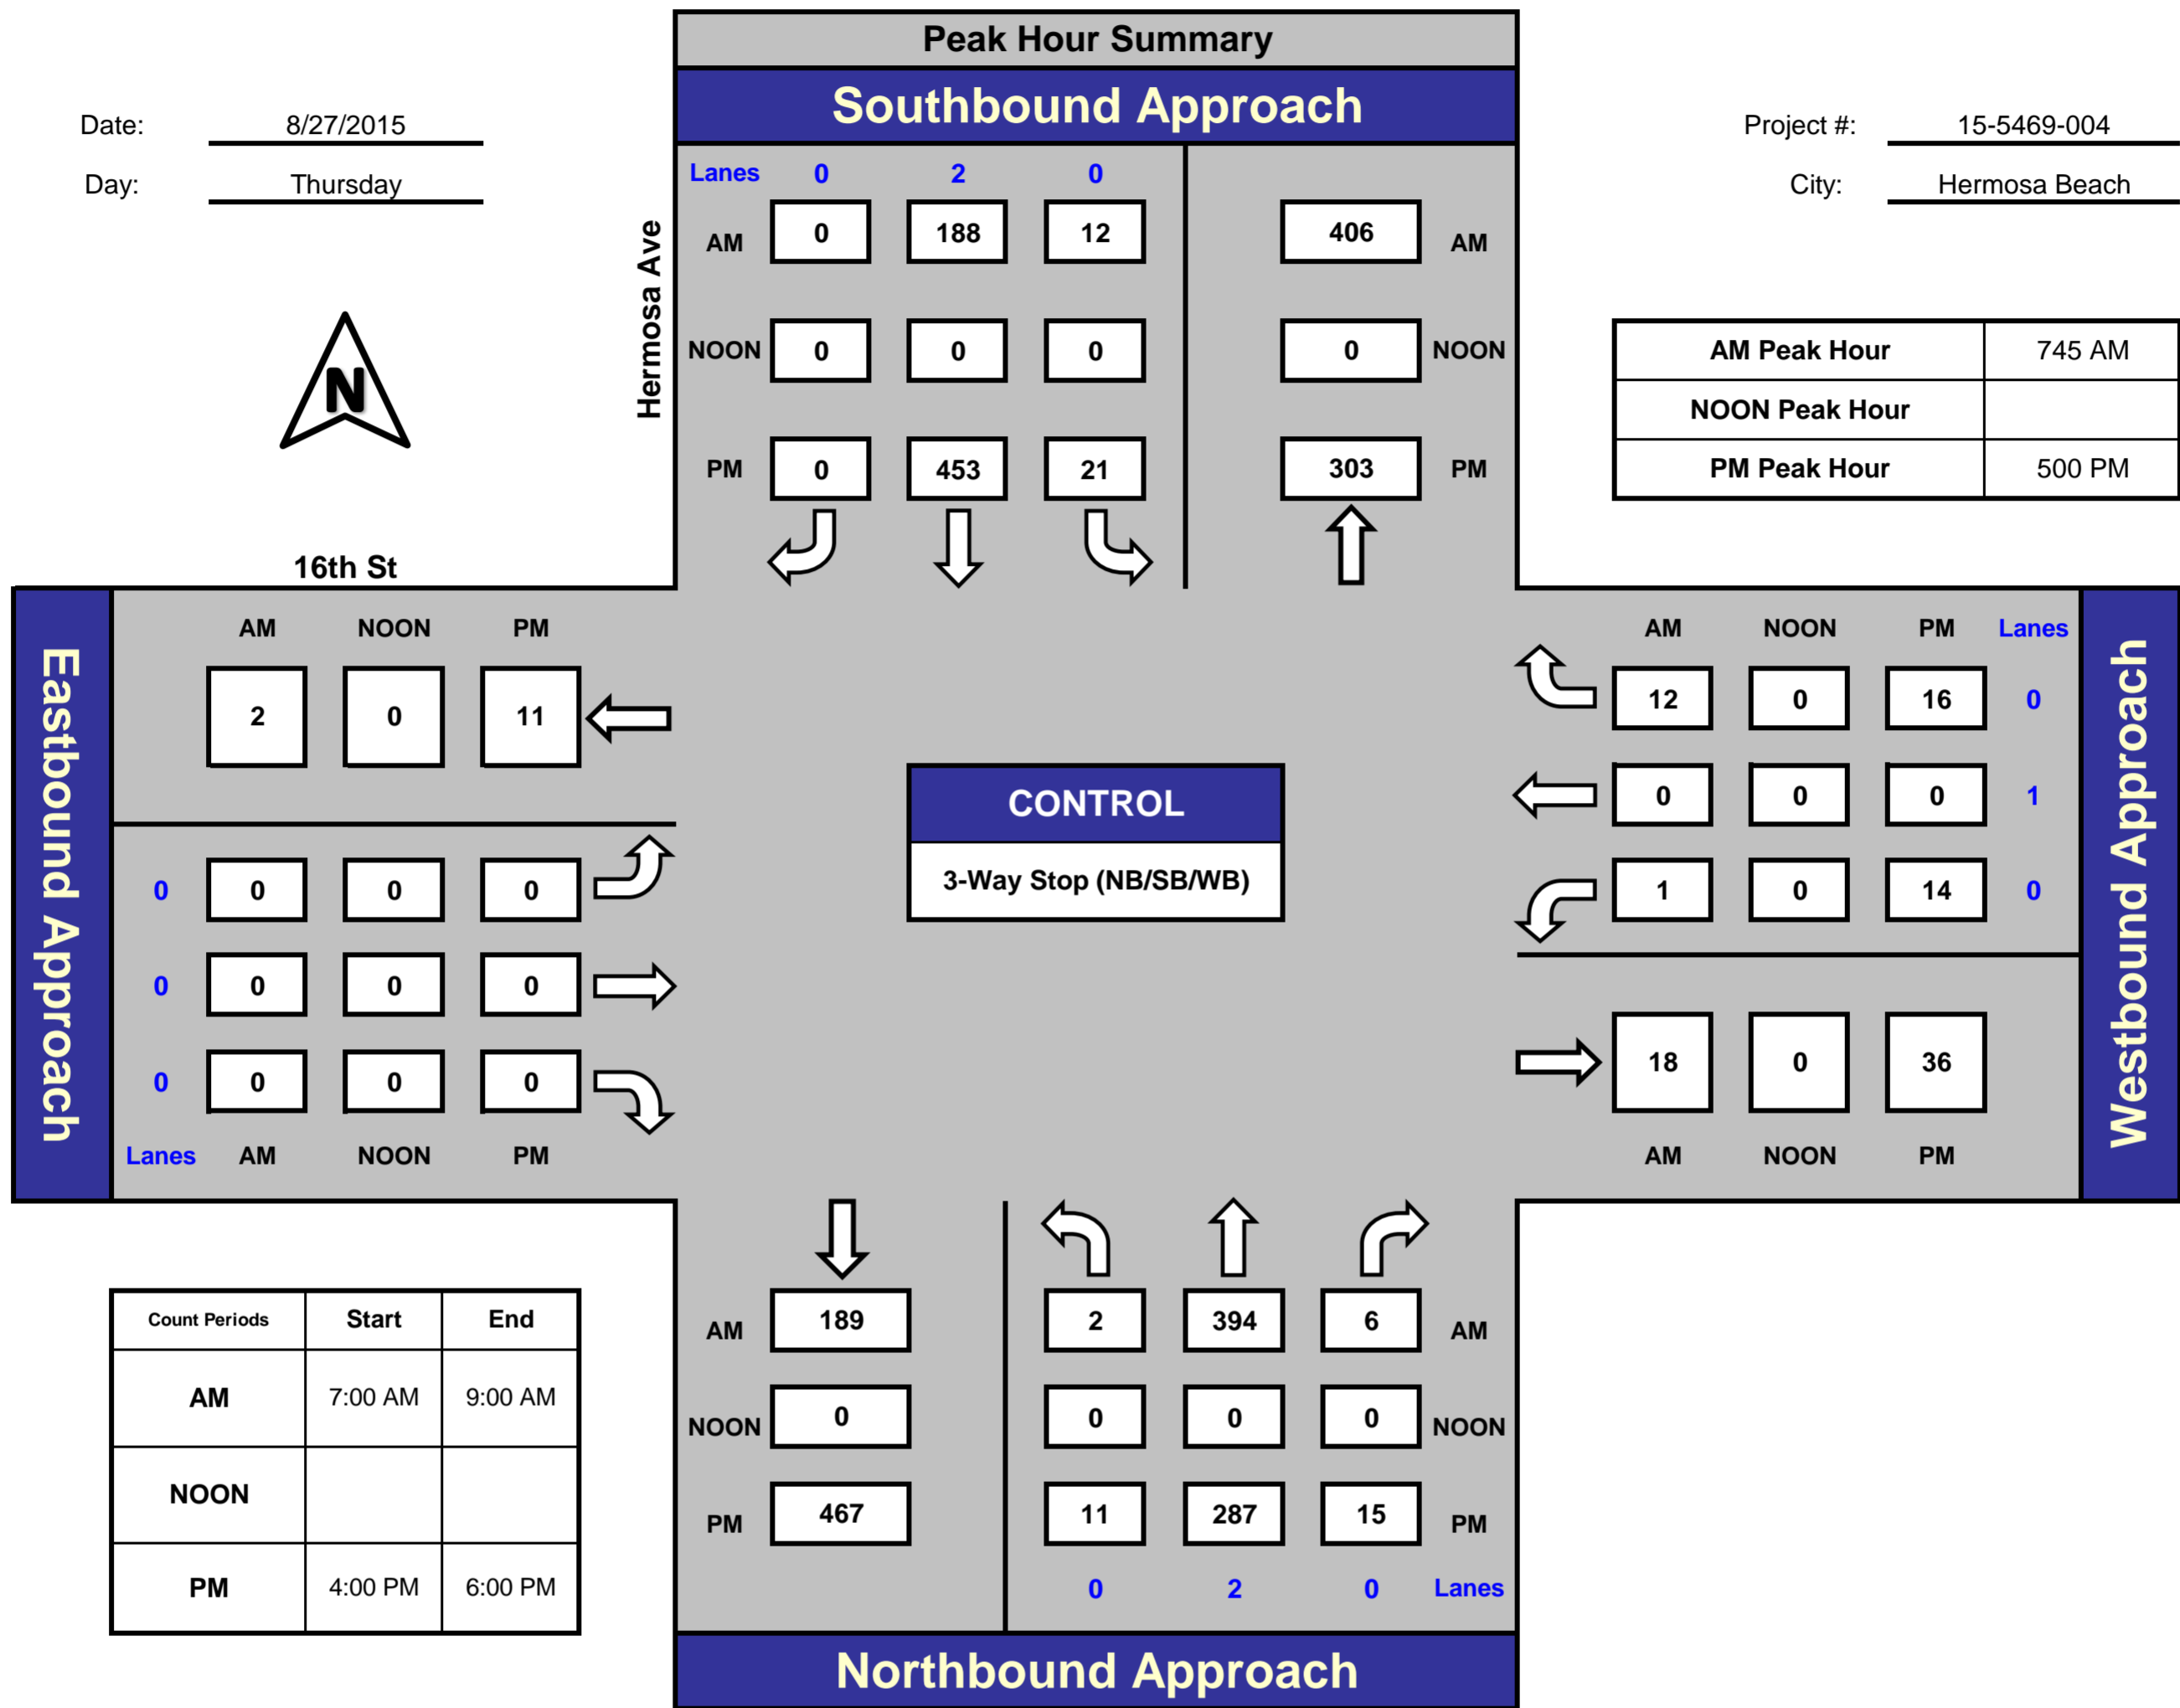 Peak Hour Summary
Southbound Approach
Date: 8/27/2015
Day: Thursday
Project #: 15-5469-004
City: Hermosa Beach
N
Hermosa Ave
Lanes 0 2 0
AM 0 188 12 406 AM
NOON 0 0 0 0 NOON
PM 0 453 21 303 PM
AM Peak Hour 745 AM
NOON Peak Hour
PM Peak Hour 500 PM
16th St
Eastbound Approach
AM NOON PM
2 0 11
0 0 0 0
0 0 0 0
0 0 0 0
Lanes AM NOON PM
CONTROL
3-Way Stop (NB/SB/WB)
AM NOON PM Lanes
12 0 16 0
0 0 0 1
1 0 14 0
18 0 36
AM NOON PM
Westbound Approach
Count Periods Start End
AM 7:00 AM 9:00 AM
NOON
PM 4:00 PM 6:00 PM
AM 189 2 394 6 AM
NOON 0 0 0 0 NOON
PM 467 11 287 15 PM
0 2 0 Lanes
Northbound Approach